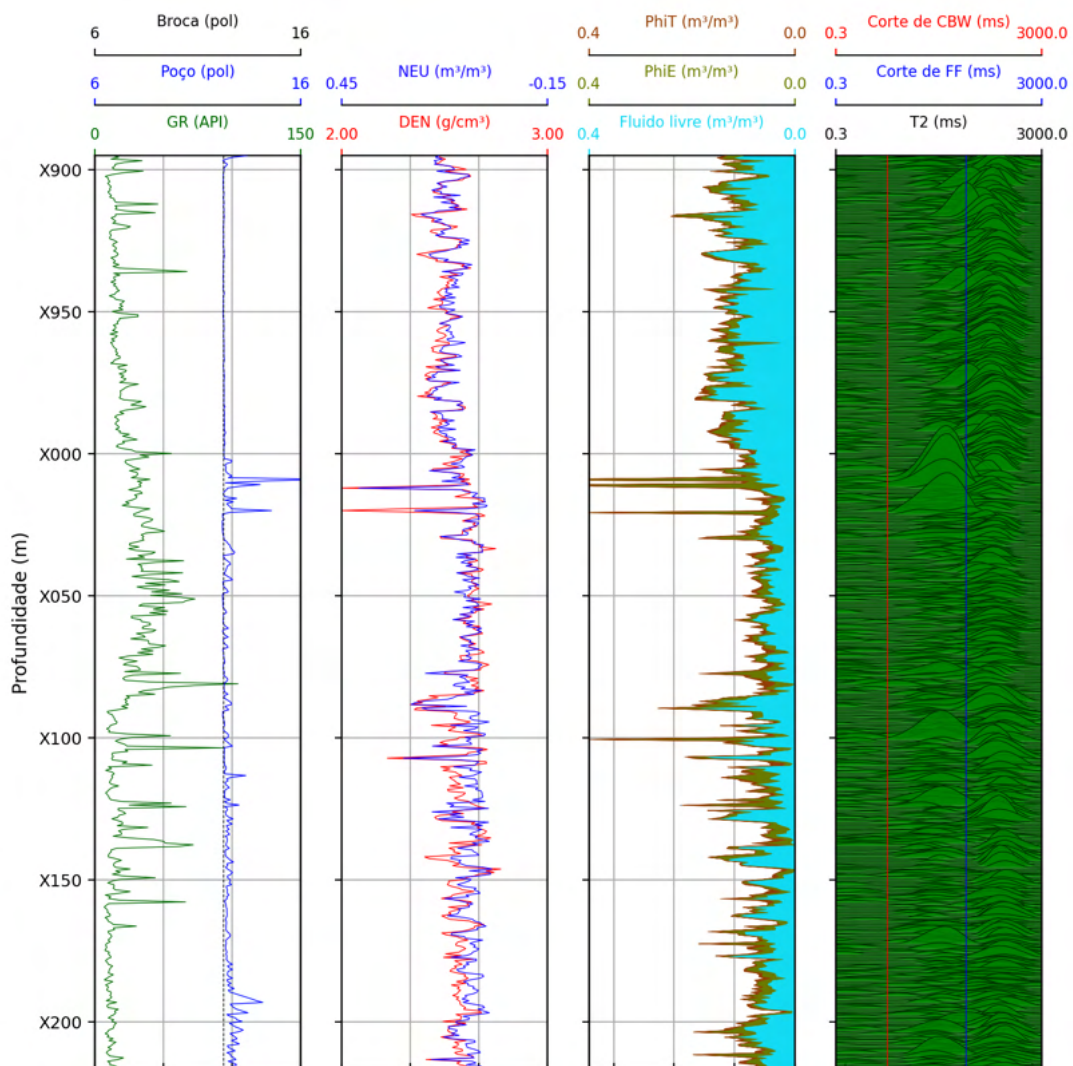 Broca (pol)
6 16
Poço (pol)
6 16
GR (API)
0 150
NEU (m³/m³)
0.45 -0.15
DEN (g/cm³)
2.00 3.00
PhiT (m³/m³)
0.4 0.0
PhiE (m³/m³)
0.4 0.0
Fluido livre (m³/m³)
0.4 0.0
Corte de CBW (ms)
0.3 3000.0
Corte de FF (ms)
0.3 3000.0
T2 (ms)
0.3 3000.0
Profundidade (m)
X900
X950
X000
X050
X100
X150
X200